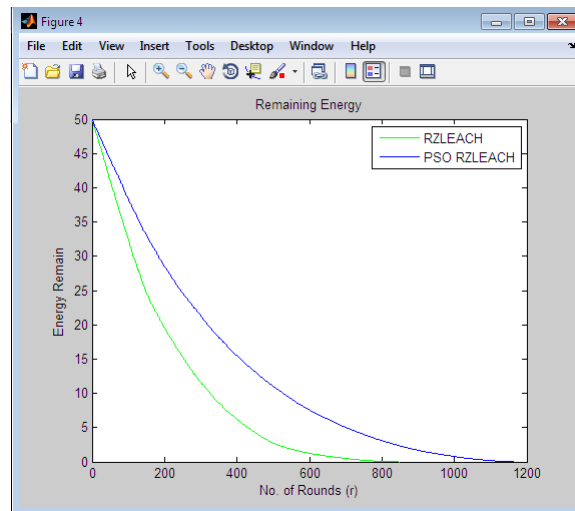 Figure 4
File Edit View Insert Tools Desktop Window Help
Remaining Energy
RZLEACH
PSO RZLEACH
Energy Remain
50
45
40
35
30
25
20
15
10
5
0
0 200 400 600 800 1000 1200
No. of Rounds (r)